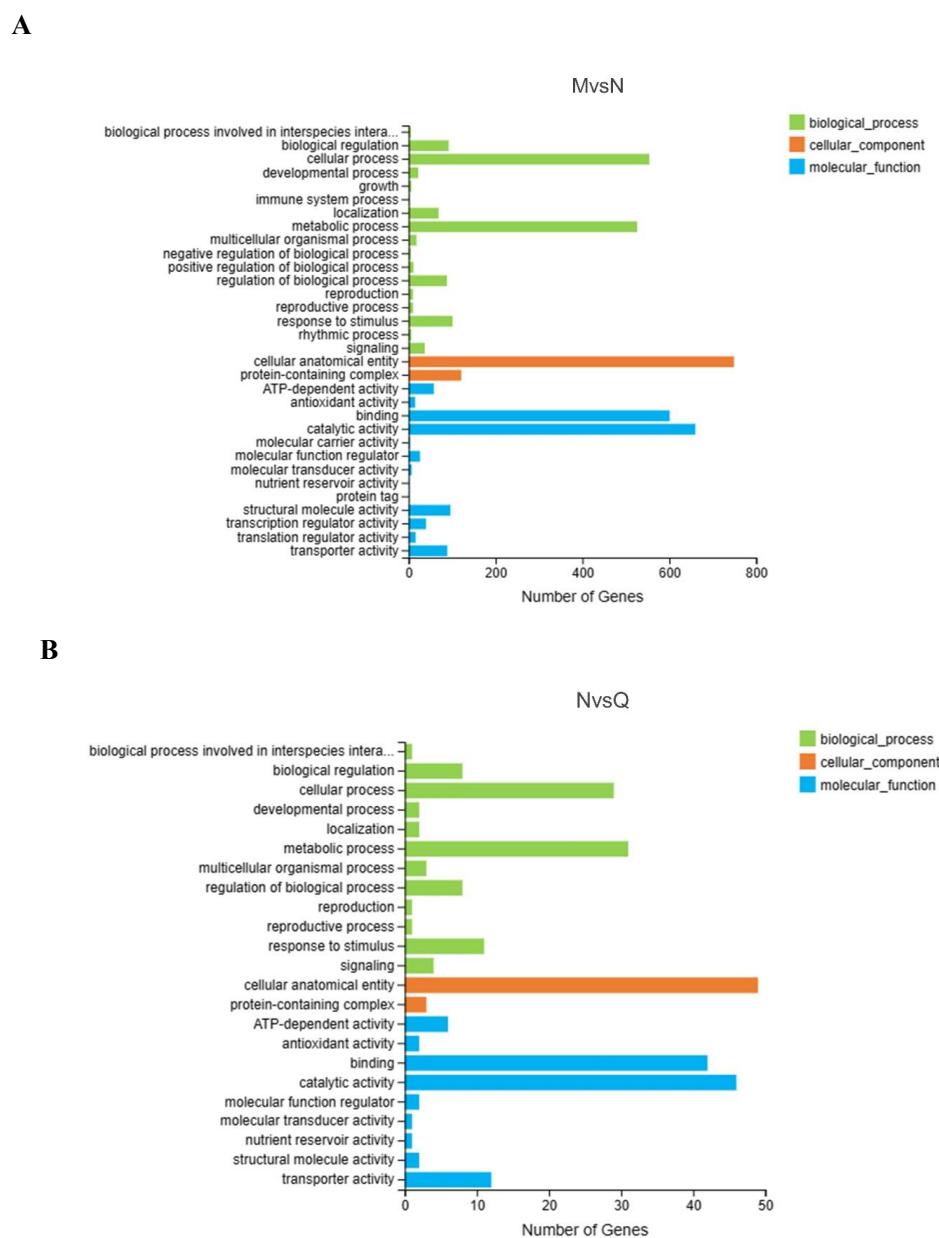 A
MvsN
biological_process
cellular_component
molecular_function
biological process involved in interspecies intera...
biological regulation
cellular process
developmental process
growth
immune system process
localization
metabolic process
multicellular organismal process
negative regulation of biological process
positive regulation of biological process
regulation of biological process
reproduction
reproductive process
response to stimulus
rhythmic process
signaling
cellular anatomical entity
protein-containing complex
ATP-dependent activity
antioxidant activity
binding
catalytic activity
molecular carrier activity
molecular function regulator
molecular transducer activity
nutrient reservoir activity
protein tag
structural molecule activity
transcription regulator activity
translation regulator activity
transporter activity
0 200 400 600 800
Number of Genes
B
NvsQ
biological_process
cellular_component
molecular_function
biological process involved in interspecies intera...
biological regulation
cellular process
developmental process
localization
metabolic process
multicellular organismal process
regulation of biological process
reproduction
reproductive process
response to stimulus
signaling
cellular anatomical entity
protein-containing complex
ATP-dependent activity
antioxidant activity
binding
catalytic activity
molecular function regulator
molecular transducer activity
nutrient reservoir activity
structural molecule activity
transporter activity
0 10 20 30 40 50
Number of Genes